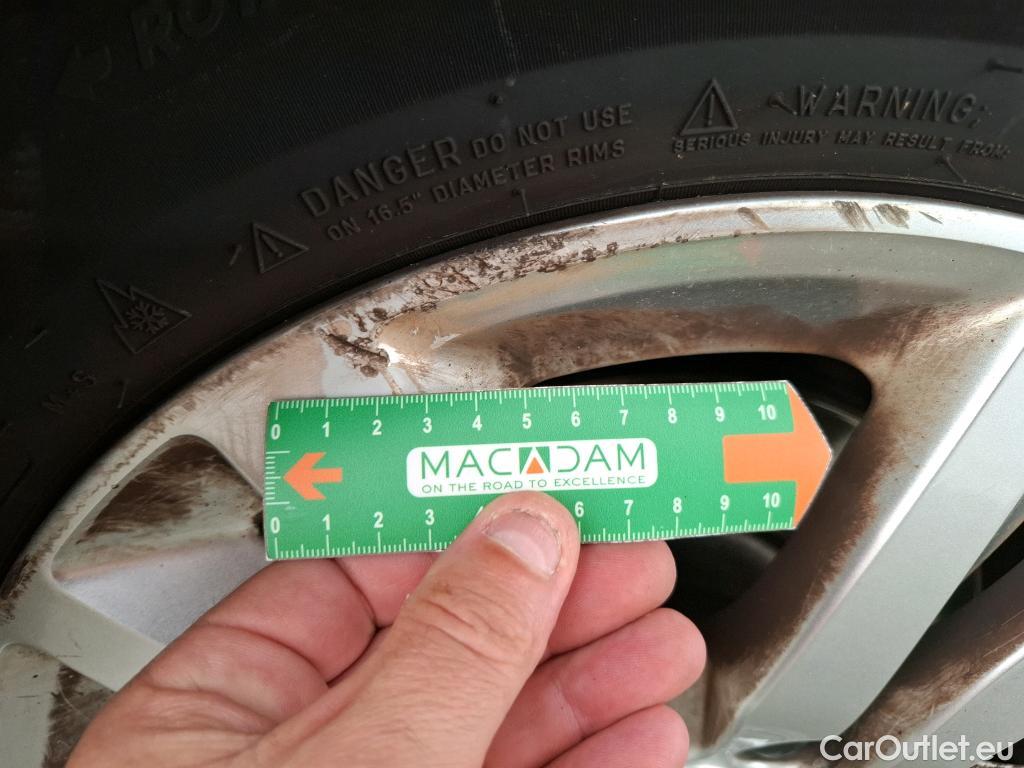 RO
DANGER DO NOT USE
ON 16.5" DIAMETER RIMS
WARNING:
SERIOUS INJURY MAY RESULT FROM:
M+S
0 1 2 3 4 5 6 7 8 9 10
MACADAM
ON THE ROAD TO EXCELLENCE
0 1 2 3 6 7 8 9 10
CarOutlet.eu